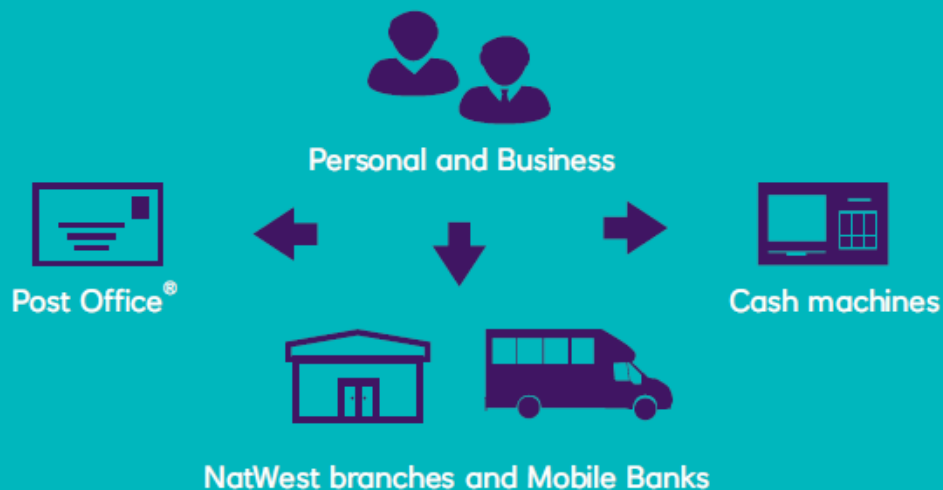 Personal and Business
Post Office®
Cash machines
NatWest branches and Mobile Banks